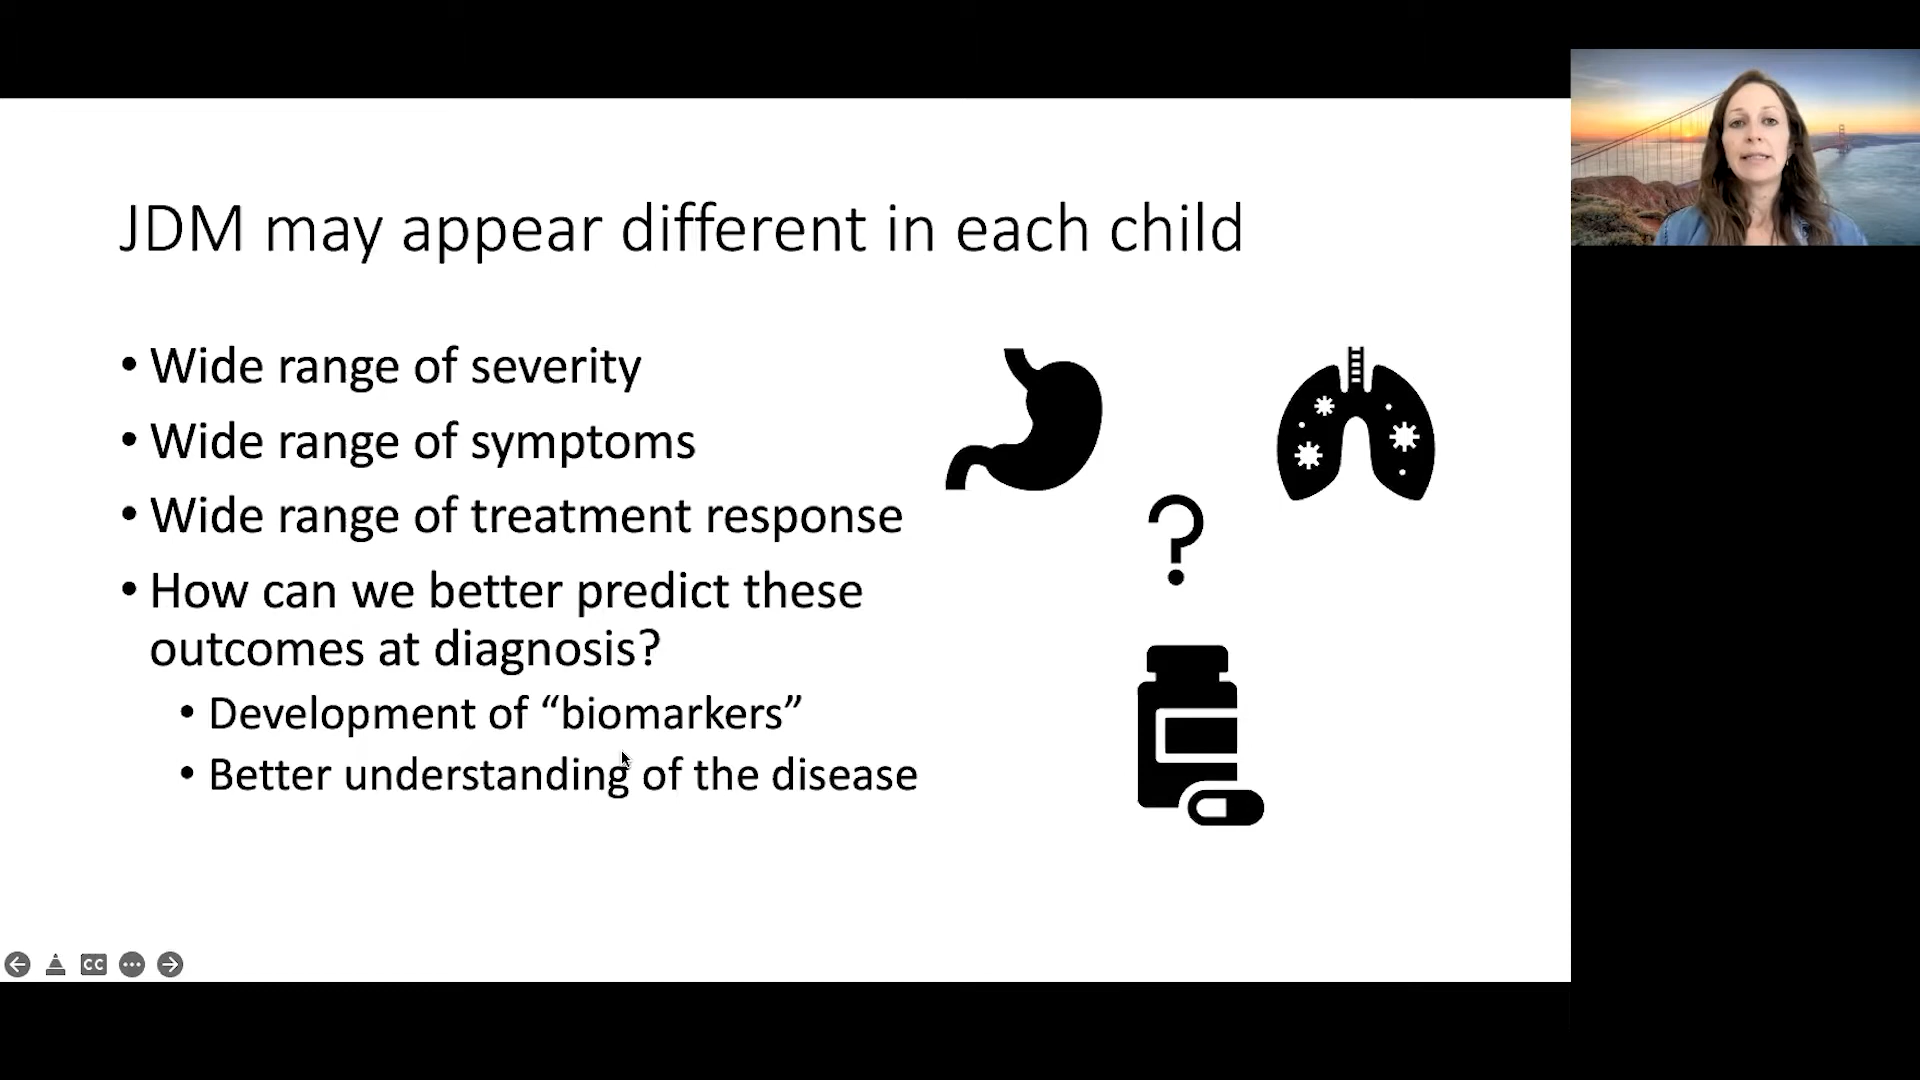 JDM may appear different in each child
• Wide range of severity
• Wide range of symptoms
• Wide range of treatment response
• How can we better predict these
outcomes at diagnosis?
• Development of “biomarkers”
• Better understanding of the disease
?
CC